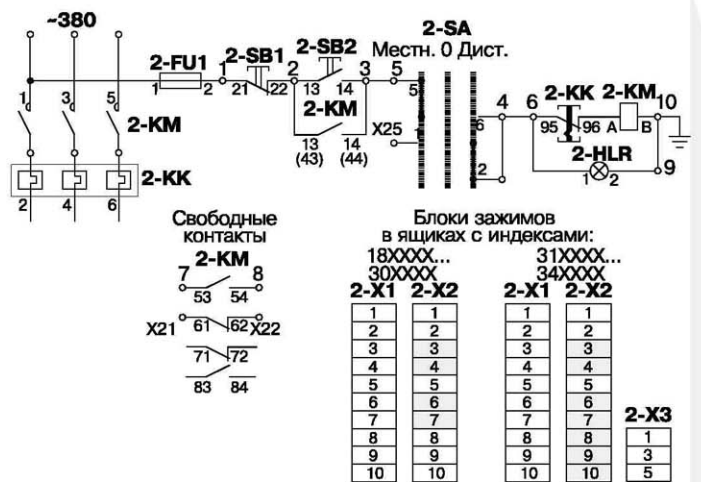 ~380
2-FU1
1 2
1
2-SB1
21 22
2
2-SB2
13 14
3
5
2-KM
13 14
(43) (44)
2-SA
Местн. 0 Дист.
5
X25
1
6
2
4
6
2-KK
95 96
2-KM
A B
10
2-HLR
1 2
9
1 3 5
2-KM
2-KK
2 4 6
Свободные
контакты
2-KM
7 8
53 54
X21 61 62 X22
71 72
83 84
Блоки зажимов
в ящиках с индексами:
18XXXX...
30XXXX
31XXXX...
34XXXX
2-X1 2-X2 2-X1 2-X2
1 1 1 1
2 2 2 2
3 3 3 3
4 4 4 4
5 5 5 5
6 6 6 6
7 7 7 7
8 8 8 8
9 9 9 9
10 10 10 10
2-X3
1
3
5